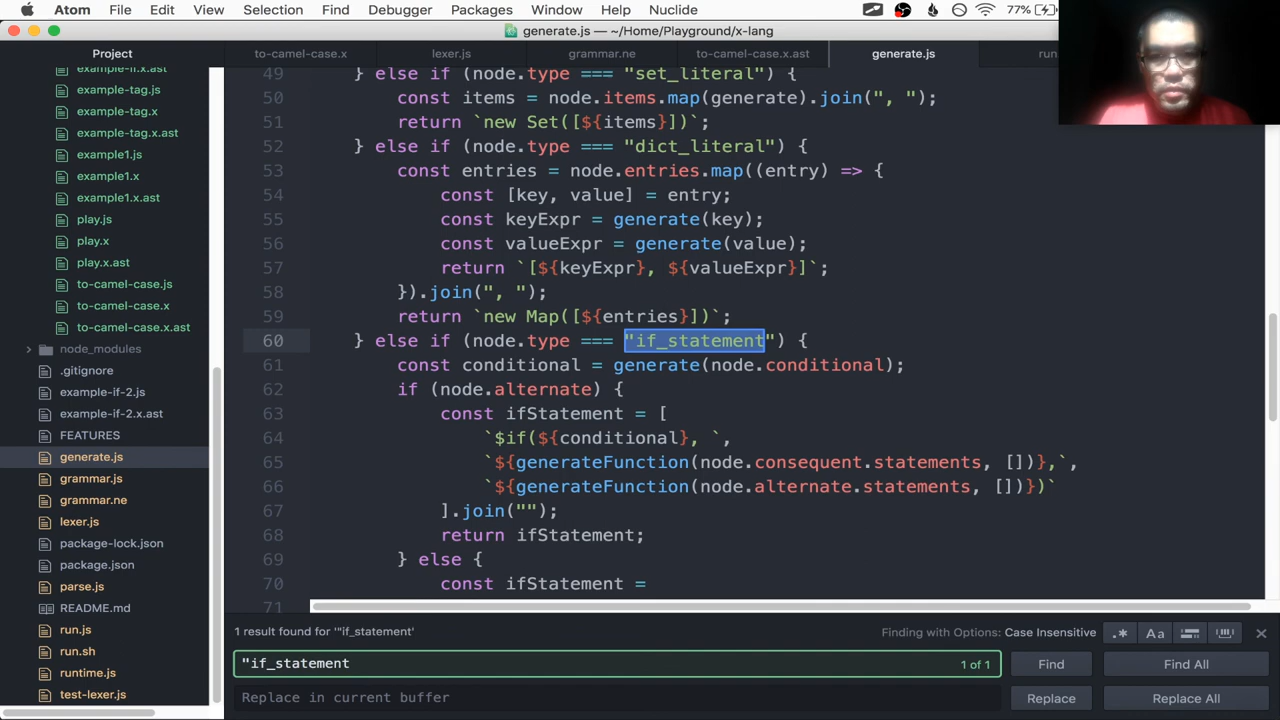 Atom File Edit View Selection Find Debugger Packages Window Help Nuclide 77%
generate.js — ~/Home/Playground/x-lang
Project to-camel-case.x lexer.js grammar.ne to-camel-case.x.ast generate.js run
example-if.x.ast
example-tag.js
example-tag.x
example-tag.x.ast
example1.js
example1.x
example1.x.ast
play.js
play.x
play.x.ast
to-camel-case.js
to-camel-case.x
to-camel-case.x.ast
node_modules
.gitignore
example-if-2.js
example-if-2.x.ast
FEATURES
generate.js
grammar.js
grammar.ne
lexer.js
package-lock.json
package.json
parse.js
README.md
run.js
run.sh
runtime.js
test-lexer.js
49 } else if (node.type === "set_literal") {
50 const items = node.items.map(generate).join(", ");
51 return `new Set([${items}])`;
52 } else if (node.type === "dict_literal") {
53 const entries = node.entries.map((entry) => {
54 const [key, value] = entry;
55 const keyExpr = generate(key);
56 const valueExpr = generate(value);
57 return `[${keyExpr}, ${valueExpr}]`;
58 }).join(", ");
59 return `new Map([${entries}])`;
60 } else if (node.type === "if_statement") {
61 const conditional = generate(node.conditional);
62 if (node.alternate) {
63 const ifStatement = [
64 `$if(${conditional}, `,
65 `${generateFunction(node.consequent.statements, [])},`,
66 `${generateFunction(node.alternate.statements, [])})`
67 ].join("");
68 return ifStatement;
69 } else {
70 const ifStatement =
71
1 result found for '"if_statement' Finding with Options: Case Insensitive .* Aa
"if_statement 1 of 1 Find Find All
Replace in current buffer Replace Replace All